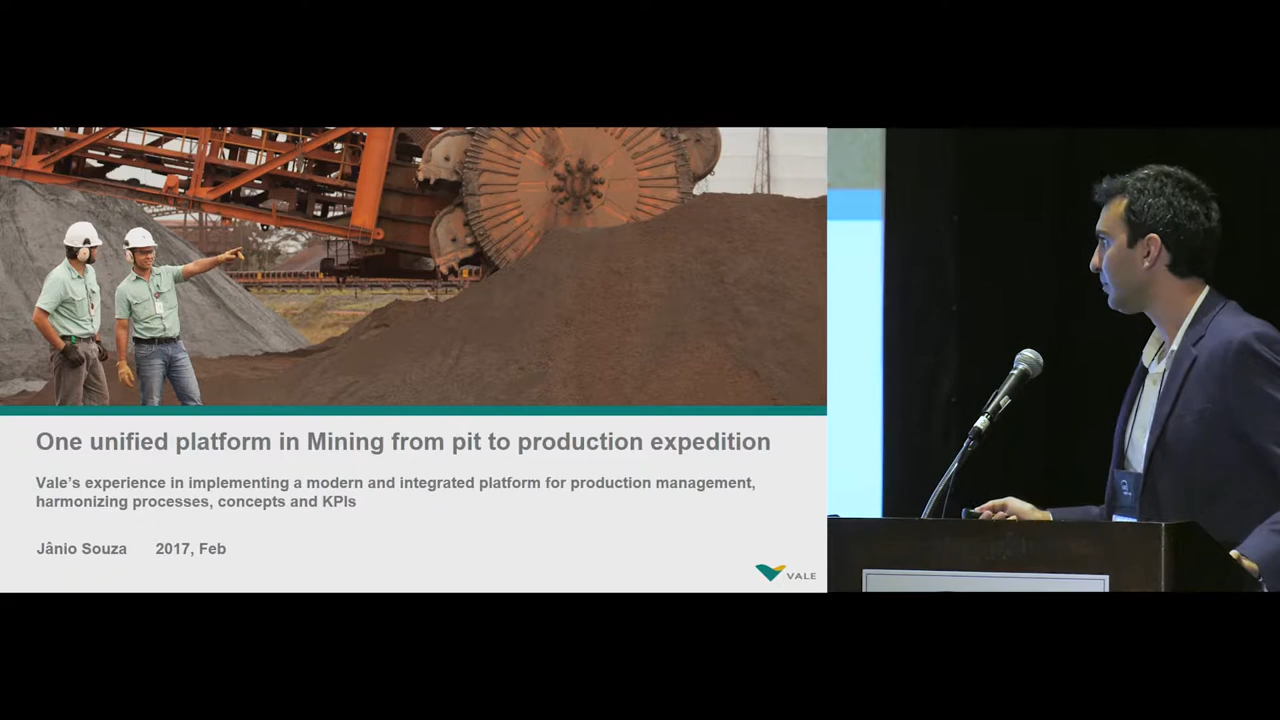 One unified platform in Mining from pit to production expedition
Vale's experience in implementing a modern and integrated platform for production management,
harmonizing processes, concepts and KPIs
Jânio Souza 2017, Feb
VALE